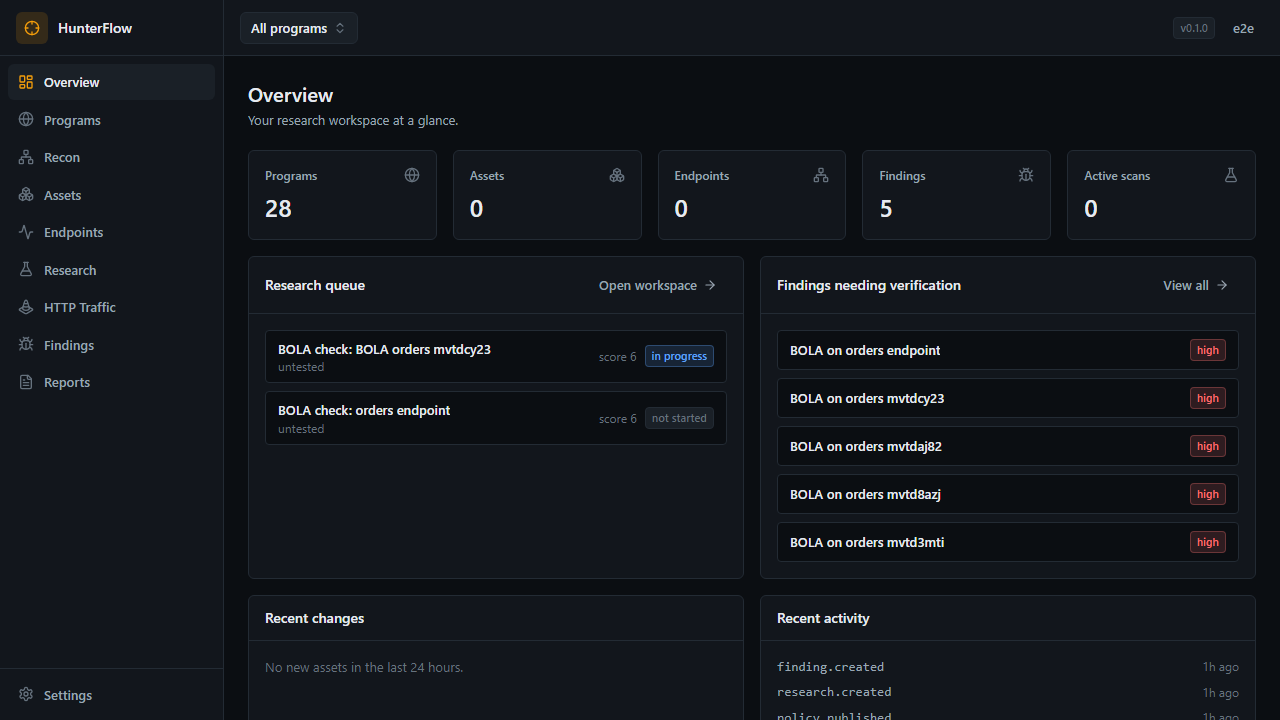 HunterFlow
All programs
v0.1.0
e2e
Overview
Programs
Recon
Assets
Endpoints
Research
HTTP Traffic
Findings
Reports
Settings
Overview
Your research workspace at a glance.
Programs
28
Assets
0
Endpoints
0
Findings
5
Active scans
0
Research queue
Open workspace
BOLA check: BOLA orders mvtdcy23
untested
score 6
in progress
BOLA check: orders endpoint
untested
score 6
not started
Findings needing verification
View all
BOLA on orders endpoint
high
BOLA on orders mvtdcy23
high
BOLA on orders mvtdaj82
high
BOLA on orders mvtd8azj
high
BOLA on orders mvtd3mti
high
Recent changes
No new assets in the last 24 hours.
Recent activity
finding.created
1h ago
research.created
1h ago
policy.published
1h ago